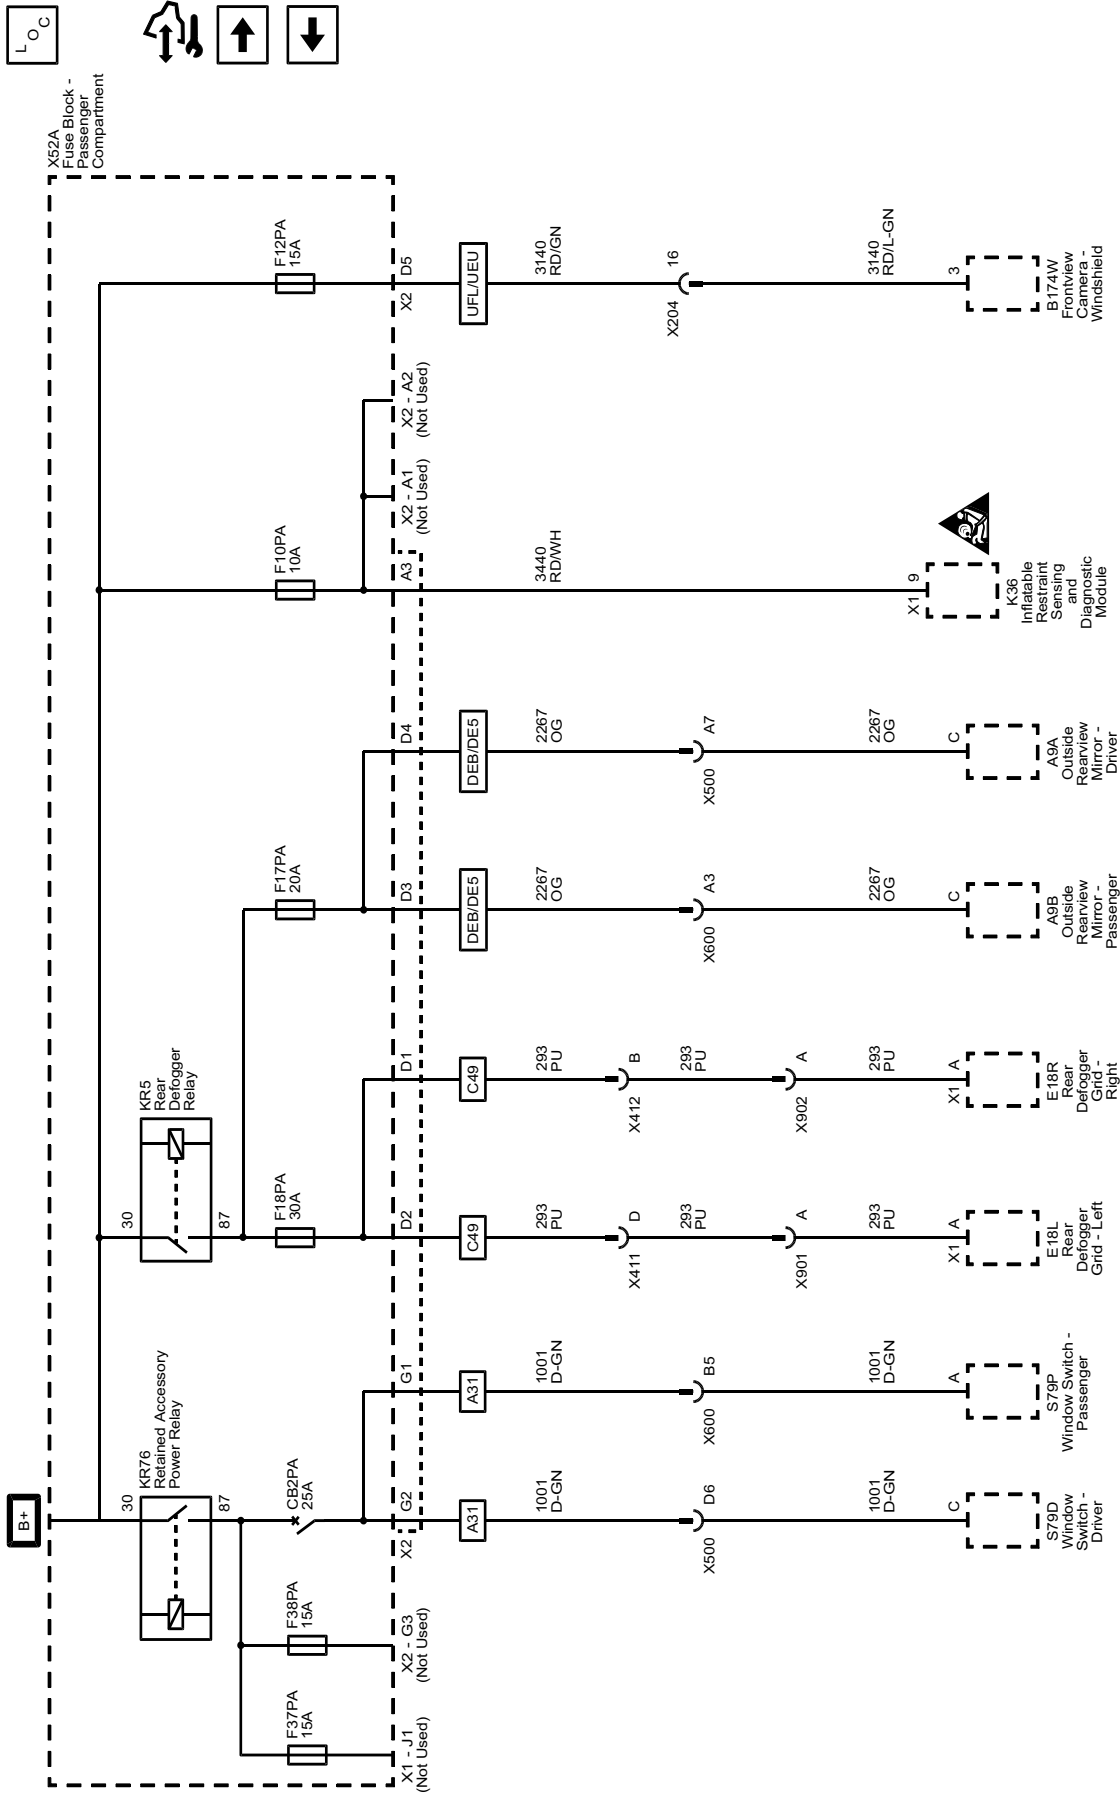 L
O
C
B+
X52A
Fuse Block -
Passenger
Compartment
30
KR76
Retained Accessory
Power Relay
87
30
KR5
Rear
Defogger
Relay
87
F37PA
15A
F38PA
15A
CB2PA
25A
F18PA
30A
F17PA
20A
F10PA
10A
F12PA
15A
X1 - J1
(Not Used)
X2 - G3
(Not Used)
X2
G2
G1
D2
D1
D3
D4
A3
X2 - A1
(Not Used)
X2 - A2
(Not Used)
X2
D5
A31
A31
C49
C49
DEB/DE5
DEB/DE5
UFL/UEU
1001
D-GN
1001
D-GN
293
PU
293
PU
2267
OG
2267
OG
3440
RD/WH
3140
RD/GN
X411
D
X412
B
X204
16
293
PU
293
PU
X500
D6
X600
B5
X600
A3
X500
A7
X901
A
X902
A
1001
D-GN
1001
D-GN
293
PU
293
PU
2267
OG
2267
OG
3140
RD/L-GN
C
A
X1
A
X1
A
C
C
X1
9
3
S79D
Window
Switch -
Driver
S79P
Window Switch -
Passenger
E18L
Rear
Defogger
Grid - Left
E18R
Rear
Defogger
Grid -
Right
A9B
Outside
Rearview
Mirror -
Passenger
A9A
Outside
Rearview
Mirror -
Driver
K36
Inflatable
Restraint
Sensing
and
Diagnostic
Module
B174W
Frontview
Camera -
Windshield